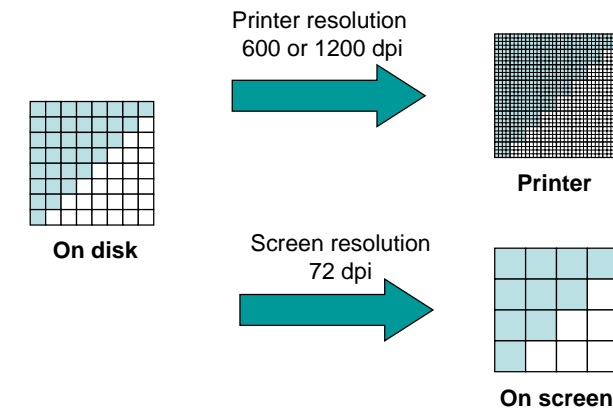 Printer resolution
600 or 1200 dpi
Printer
On disk
Screen resolution
72 dpi
On screen